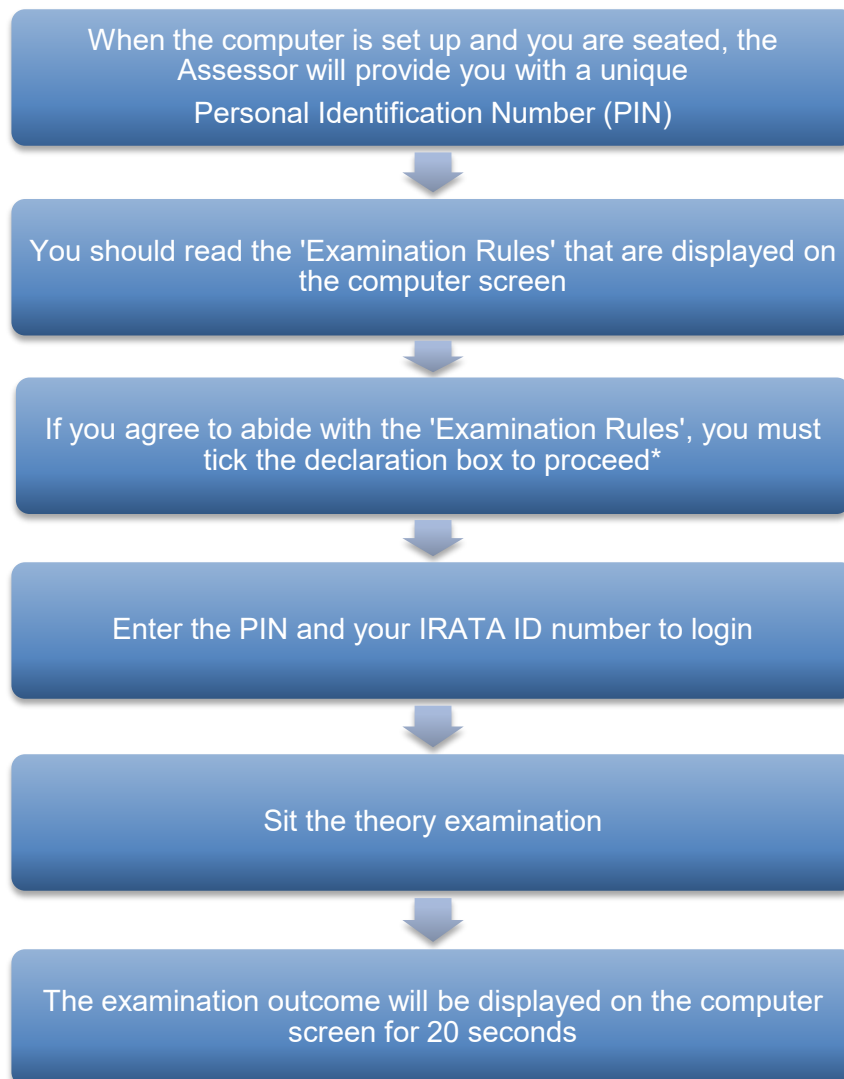 When the computer is set up and you are seated, the
Assessor will provide you with a unique
Personal Identification Number (PIN)
You should read the 'Examination Rules' that are displayed on
the computer screen
If you agree to abide with the 'Examination Rules', you must
tick the declaration box to proceed*
Enter the PIN and your IRATA ID number to login
Sit the theory examination
The examination outcome will be displayed on the computer
screen for 20 seconds